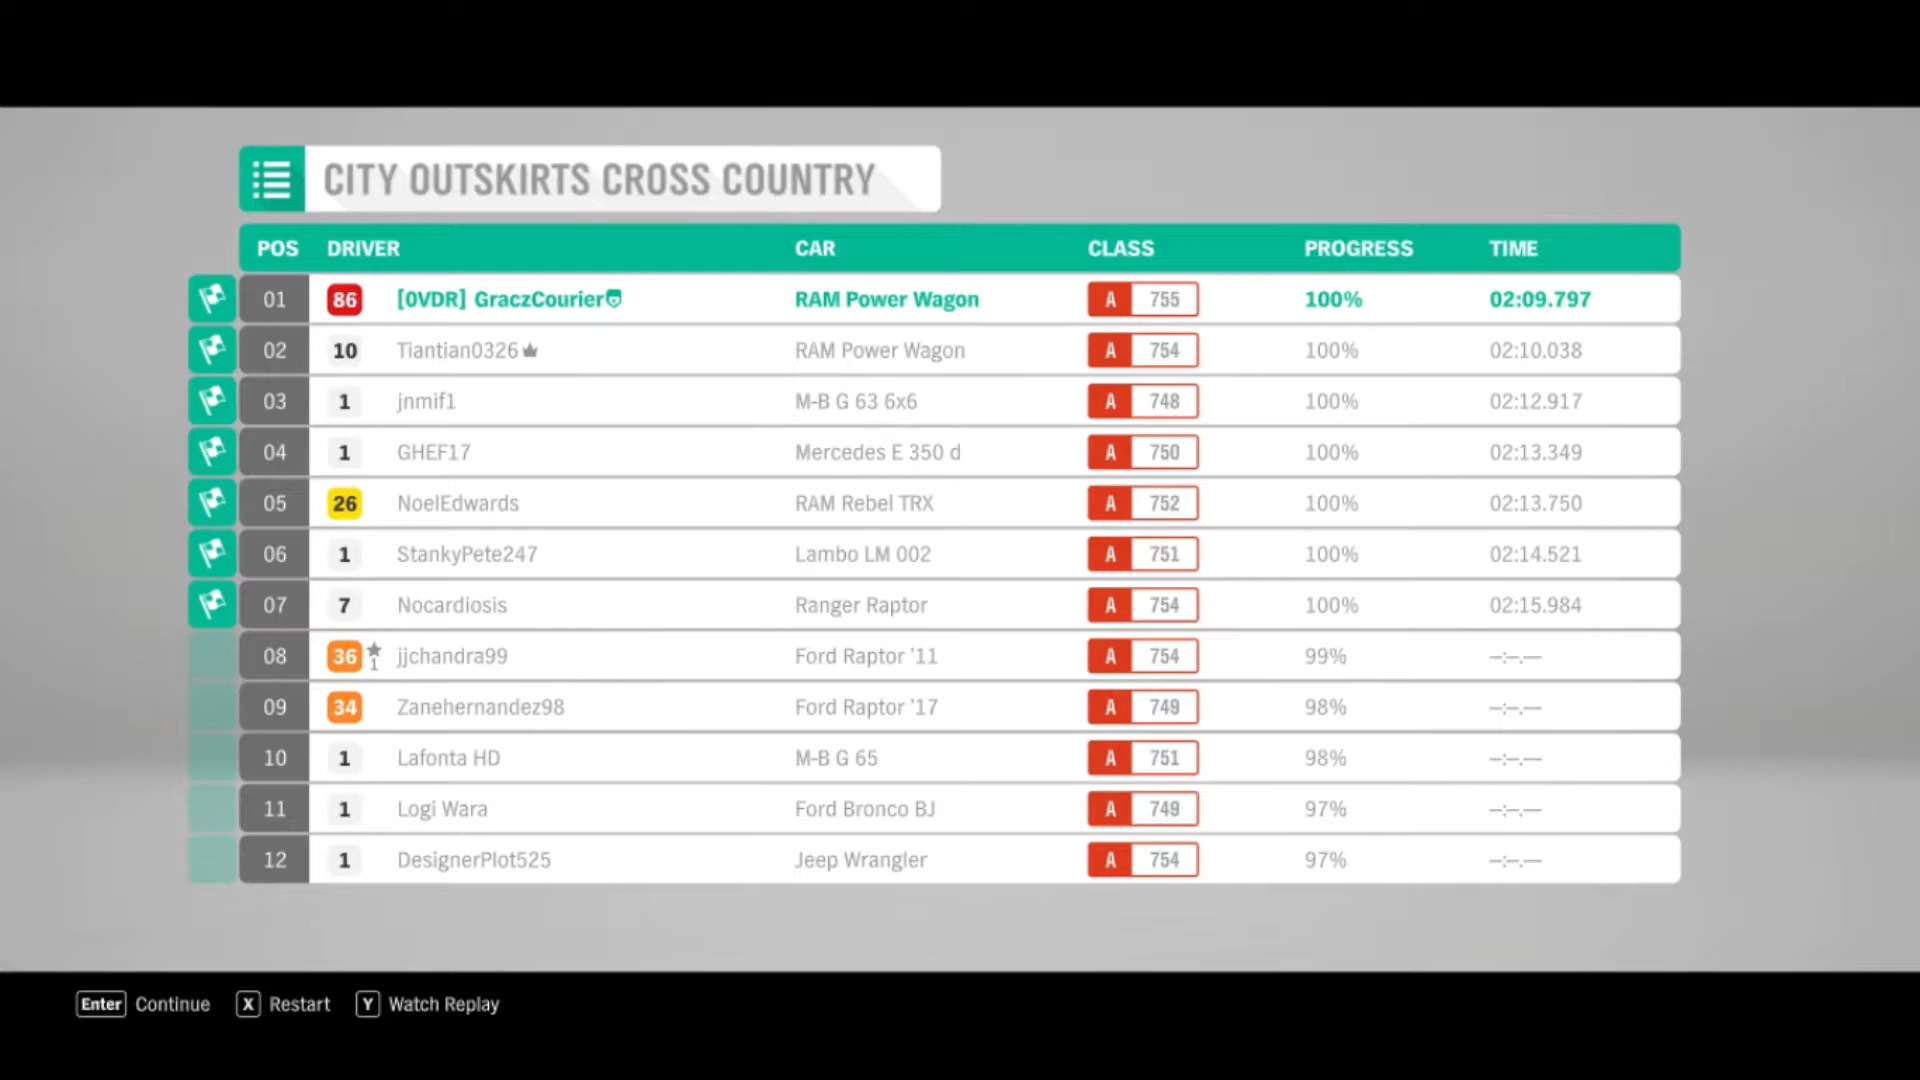 CITY OUTSKIRTS CROSS COUNTRY
POS DRIVER CAR CLASS PROGRESS TIME
01 86 [0VDR] GraczCourier RAM Power Wagon A 755 100% 02:09.797
02 10 Tiantian0326 RAM Power Wagon A 754 100% 02:10.038
03 1 jnmif1 M-B G 63 6x6 A 748 100% 02:12.917
04 1 GHEF17 Mercedes E 350 d A 750 100% 02:13.349
05 26 NoelEdwards RAM Rebel TRX A 752 100% 02:13.750
06 1 StankyPete247 Lambo LM 002 A 751 100% 02:14.521
07 7 Nocardiosis Ranger Raptor A 754 100% 02:15.984
08 36 1 jjchandra99 Ford Raptor '11 A 754 99% --:--.---
09 34 Zanehernandez98 Ford Raptor '17 A 749 98% --:--.---
10 1 Lafonta HD M-B G 65 A 751 98% --:--.---
11 1 Logi Wara Ford Bronco BJ A 749 97% --:--.---
12 1 DesignerPlot525 Jeep Wrangler A 754 97% --:--.---
Enter Continue X Restart Y Watch Replay